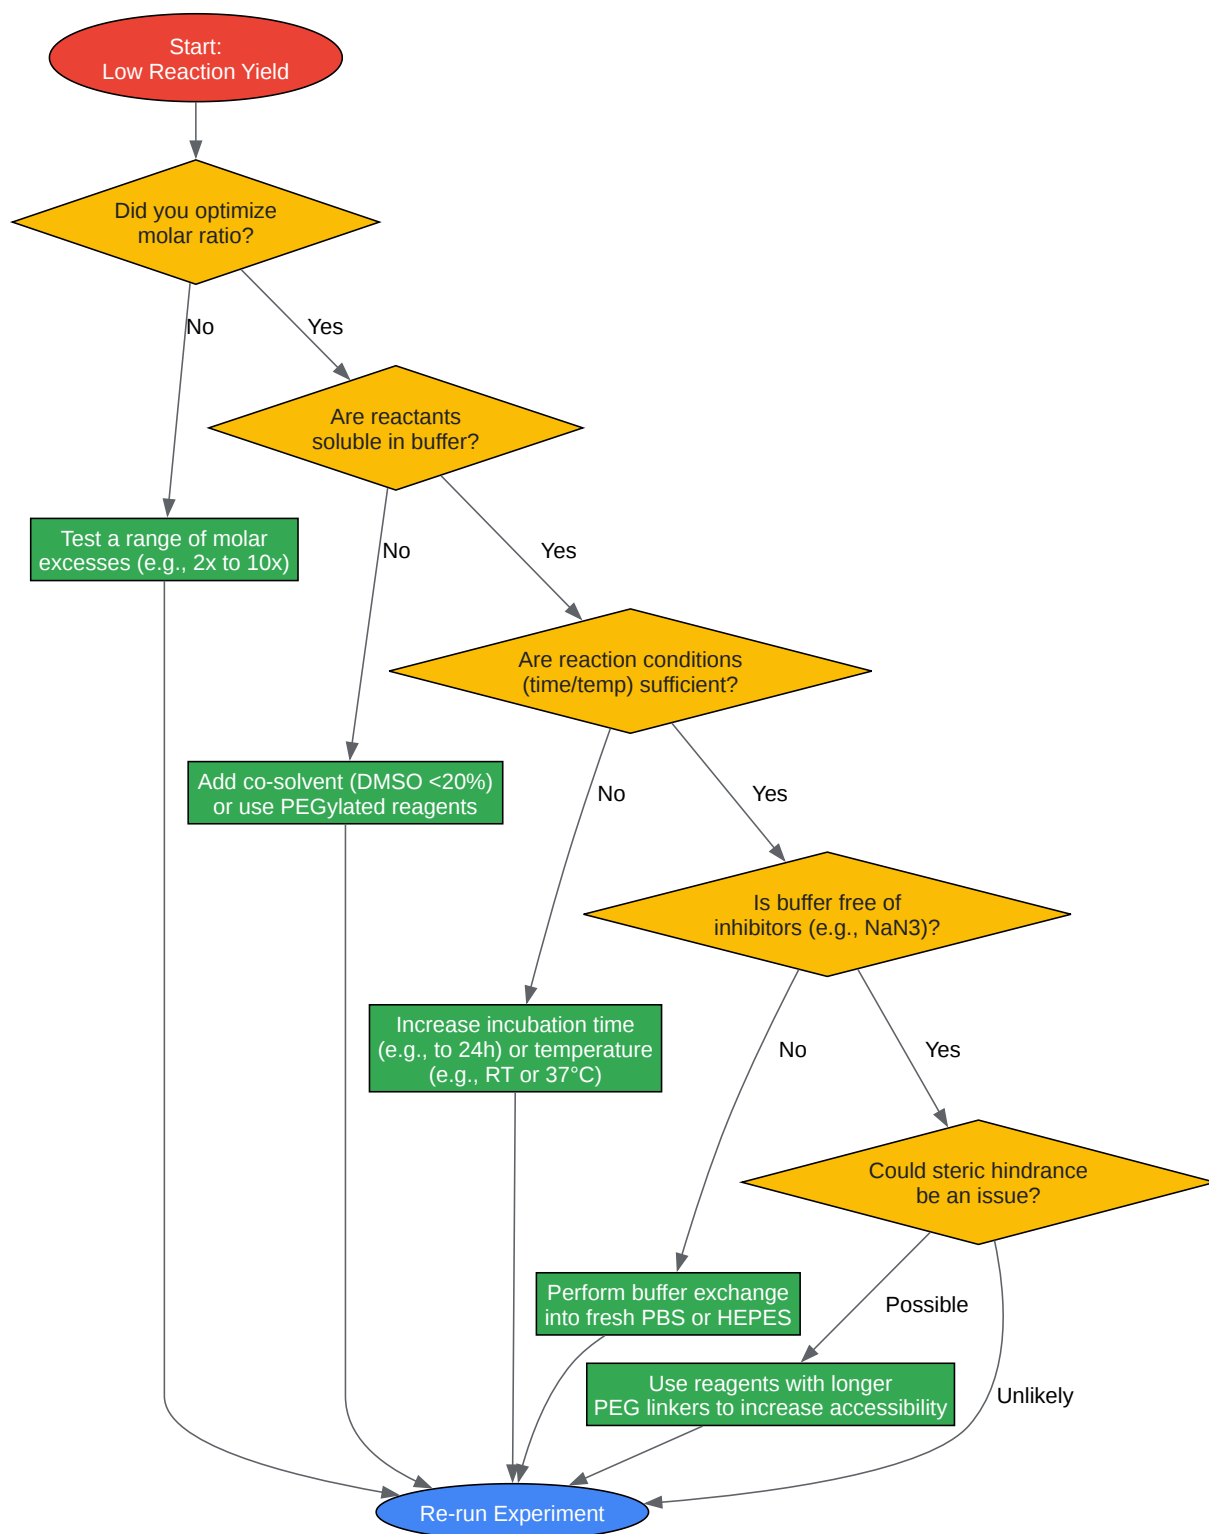 Start:
Low Reaction Yield
Did you optimize
molar ratio?
No
Yes
Are reactants
soluble in buffer?
Test a range of molar
excesses (e.g., 2x to 10x)
No
Yes
Are reaction conditions
(time/temp) sufficient?
Add co-solvent (DMSO <20%)
or use PEGylated reagents
No
Yes
Is buffer free of
inhibitors (e.g., NaN3)?
Increase incubation time
(e.g., to 24h) or temperature
(e.g., RT or 37°C)
No
Yes
Could steric hindrance
be an issue?
Perform buffer exchange
into fresh PBS or HEPES
Possible
Use reagents with longer
PEG linkers to increase accessibility
Unlikely
Re-run Experiment